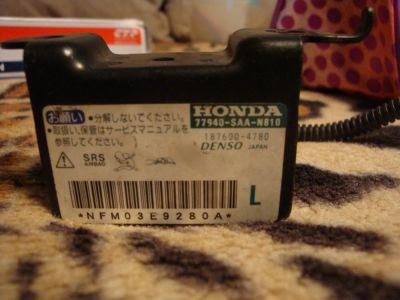 お願い
・分解しないでください。
・取扱い、保管はサービスマニュアルを
参照してください。
HONDA
77940-SAA-N810
187600-4780
DENSO JAPAN
SRS
AIRBAG
L
*NFM03E9280A*